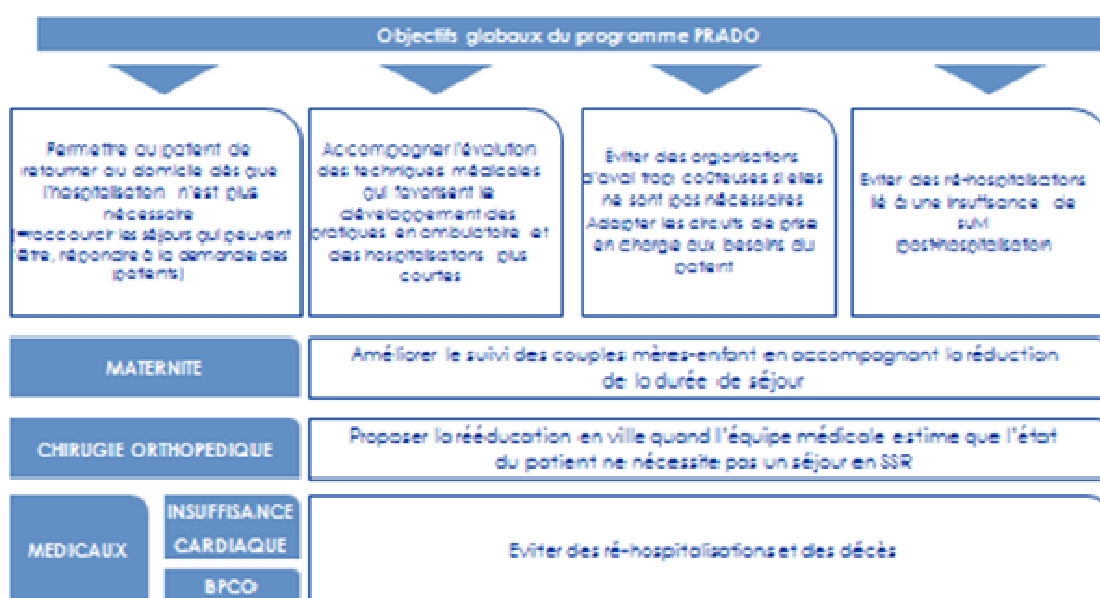 Objectifs globaux du programme PRADO
Permettre au patient de
retourner au domicile dès que
l'hospitalisation n'est plus
nécessaire
(=raccourcir les séjours qui peuvent
l'être, répondre à la demande des
patients)
Accompagner l'évolution
des techniques médicales
qui favorisent le
développement des
pratiques en ambulatoire et
des hospitalisations plus
courtes
Eviter des organisations
d'aval trop coûteuses si elles
ne sont pas nécessaires
Adapter les circuits de prise
en charge aux besoins du
patient
Eviter des ré-hospitalisations
lié à une insuffisance de
suivi
post-hospitalisation
MATERNITE
Améliorer le suivi des couples mères-enfant en accompagnant la réduction
de la durée de séjour
CHIRUGIE ORTHOPEDIQUE
Proposer la rééducation en ville quand l'équipe médicale estime que l'état
du patient ne nécessite pas un séjour en SSR
MEDICAUX
INSUFFISANCE
CARDIAQUE
BPCO
Eviter des ré-hospitalisations et des décès